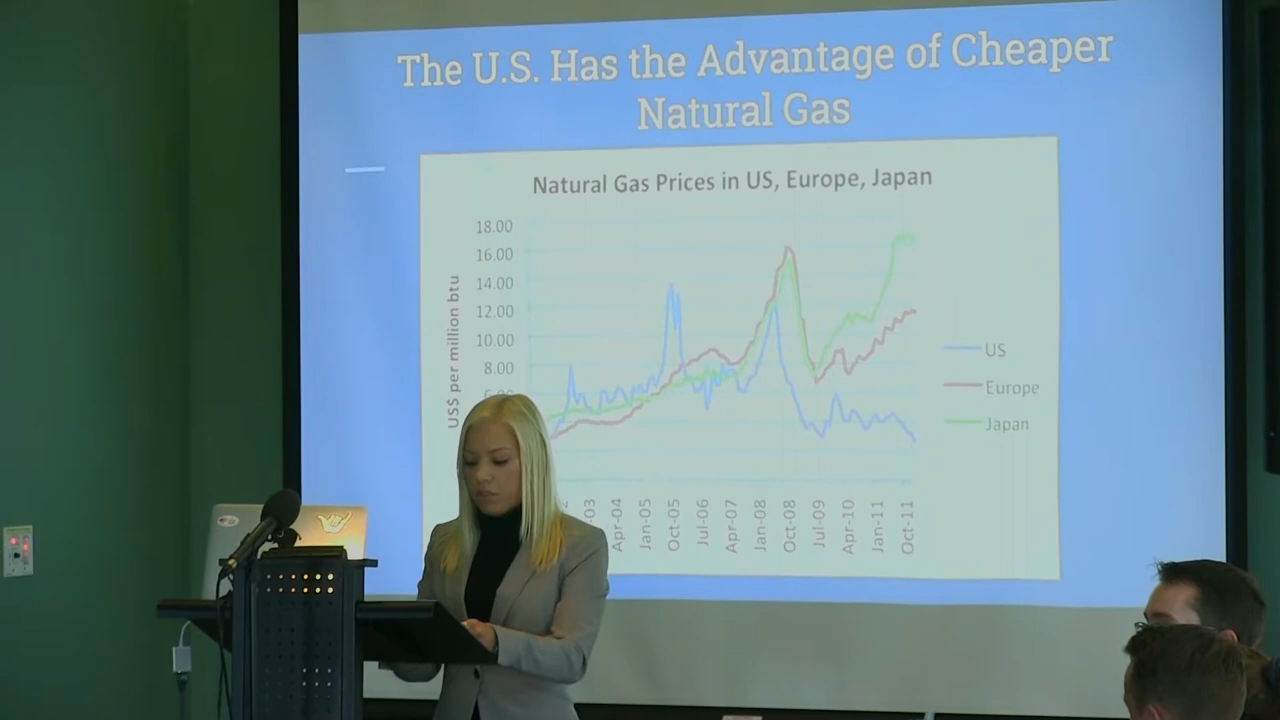 The U.S. Has the Advantage of Cheaper
Natural Gas
Natural Gas Prices in US, Europe, Japan
US$ per million btu
18.00
16.00
14.00
12.00
10.00
8.00
US
Europe
Japan
Apr-04
Jan-05
Oct-05
Jul-06
Apr-07
Jan-08
Oct-08
Jul-09
Apr-10
Jan-11
Oct-11